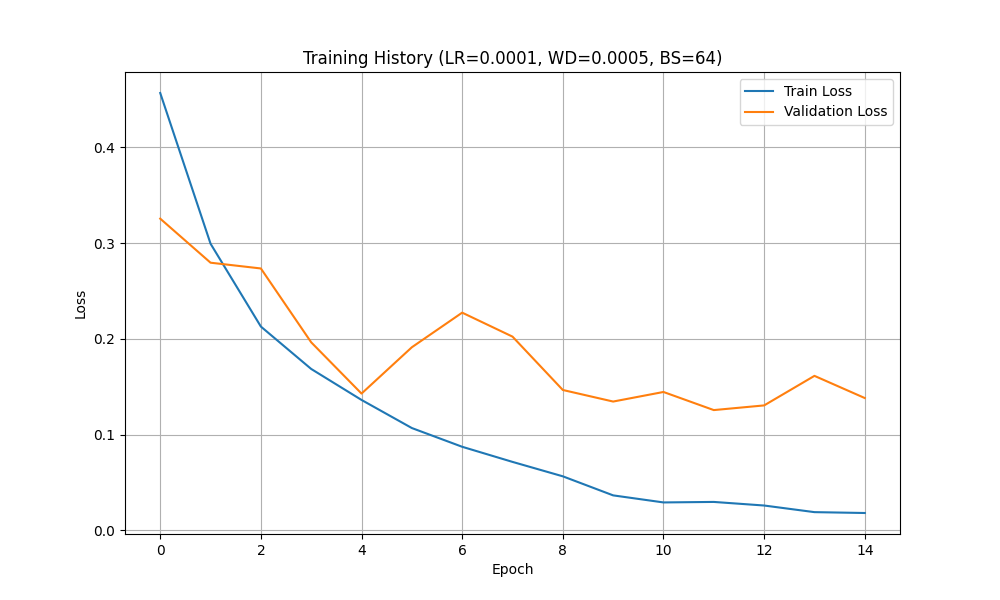 Training History (LR=0.0001, WD=0.0005, BS=64)
Train Loss
Validation Loss
0.4
0.3
0.2
0.1
0.0
Loss
0 2 4 6 8 10 12 14
Epoch